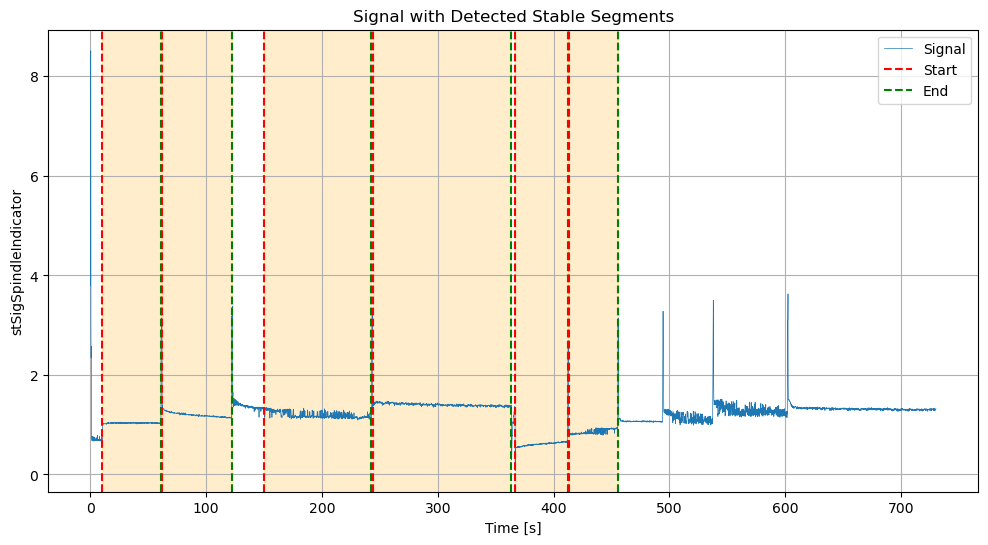 Signal with Detected Stable Segments
Signal
Start
End
8
6
4
2
0
stSigSpindleIndicator
0 100 200 300 400 500 600 700
Time [s]